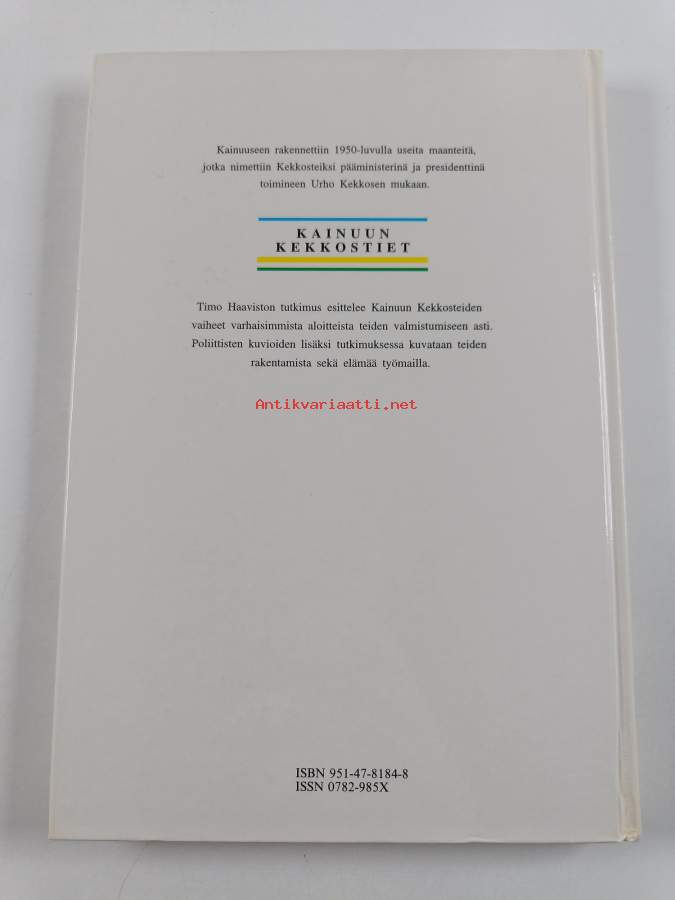 Kainuuseen rakennettiin 1950-luvulla useita maanteitä,
jotka nimettiin Kekkosteiksi pääministerinä ja presidenttinä
toimineen Urho Kekkosen mukaan.
KAINUUN
KEKKOSTIET
Timo Haaviston tutkimus esittelee Kainuun Kekkosteiden
vaiheet varhaisimmista aloitteista teiden valmistumiseen asti.
Poliittisten kuvioiden lisäksi tutkimuksessa kuvataan teiden
rakentamista sekä elämää työmailla.
Antikvariaatti.net
ISBN 951-47-8184-8
ISSN 0782-985X